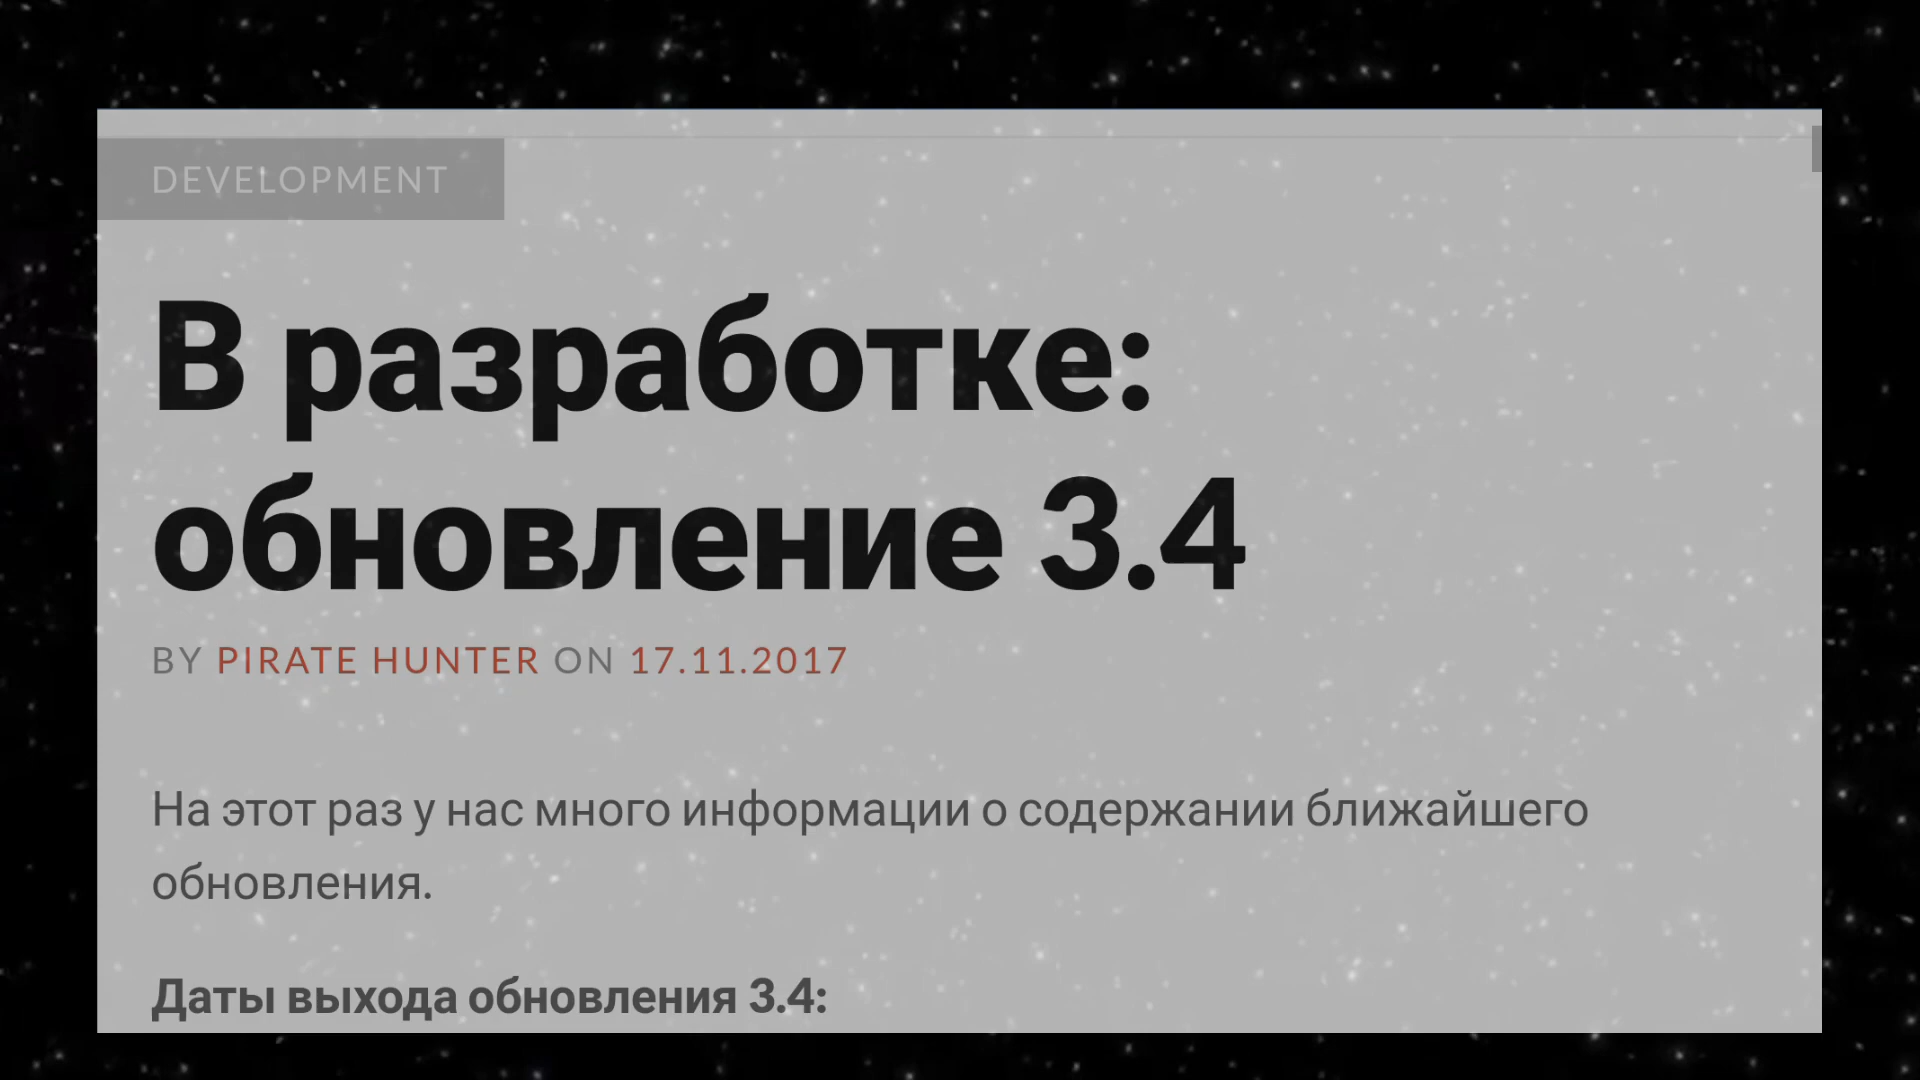 DEVELOPMENT
В разработке:
обновление 3.4
BY PIRATE HUNTER ON 17.11.2017
На этот раз у нас много информации о содержании ближайшего
обновления.
Даты выхода обновления 3.4: